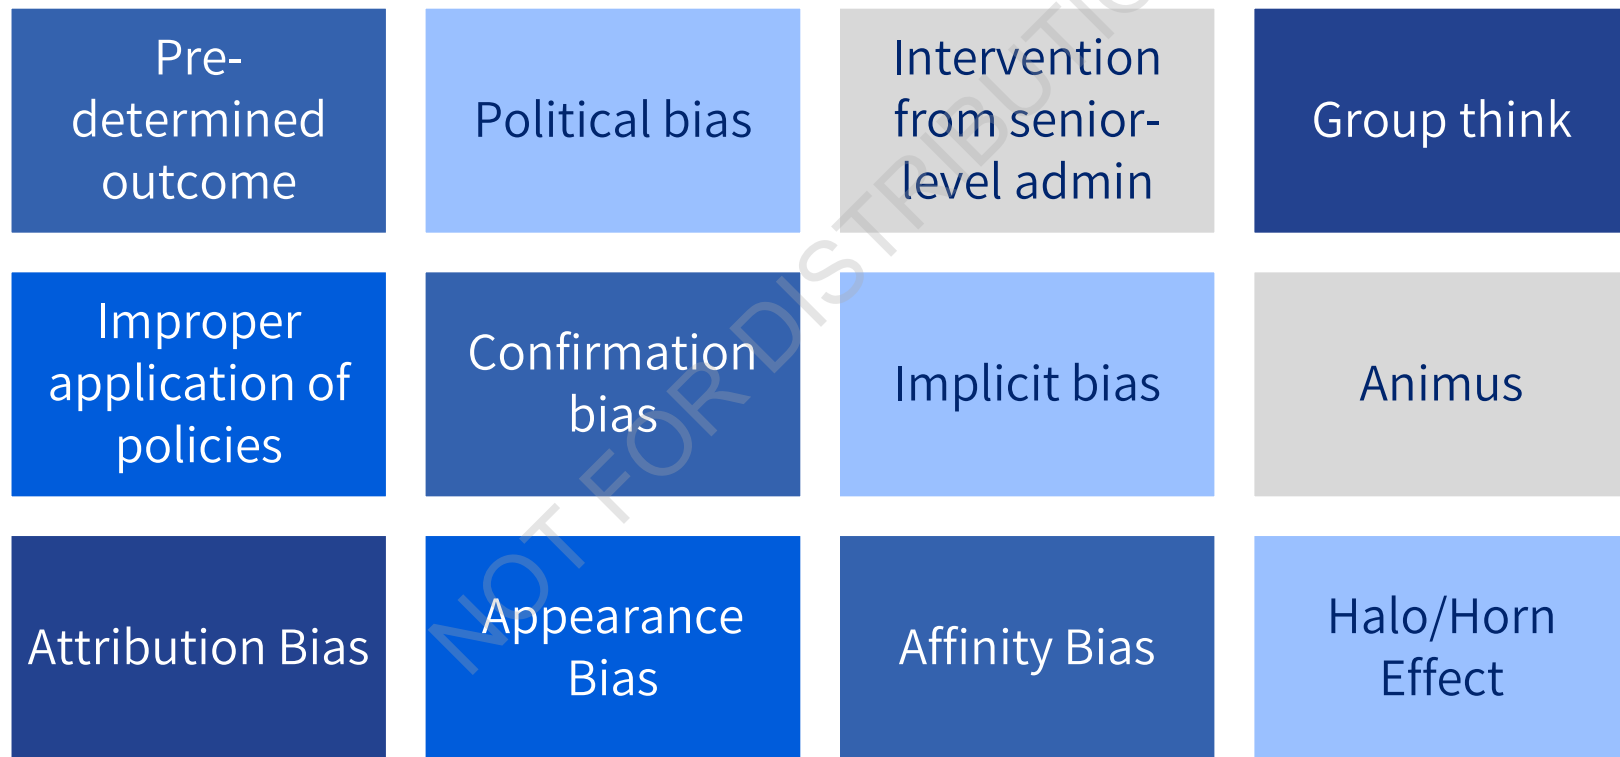 Pre-
determined
outcome
Political bias
Intervention
from senior-
level admin
Group think
Improper
application of
policies
Confirmation
bias
Implicit bias
Animus
Attribution Bias
Appearance
Bias
Affinity Bias
Halo/Horn
Effect
NOT FOR DISTRIBUTIO